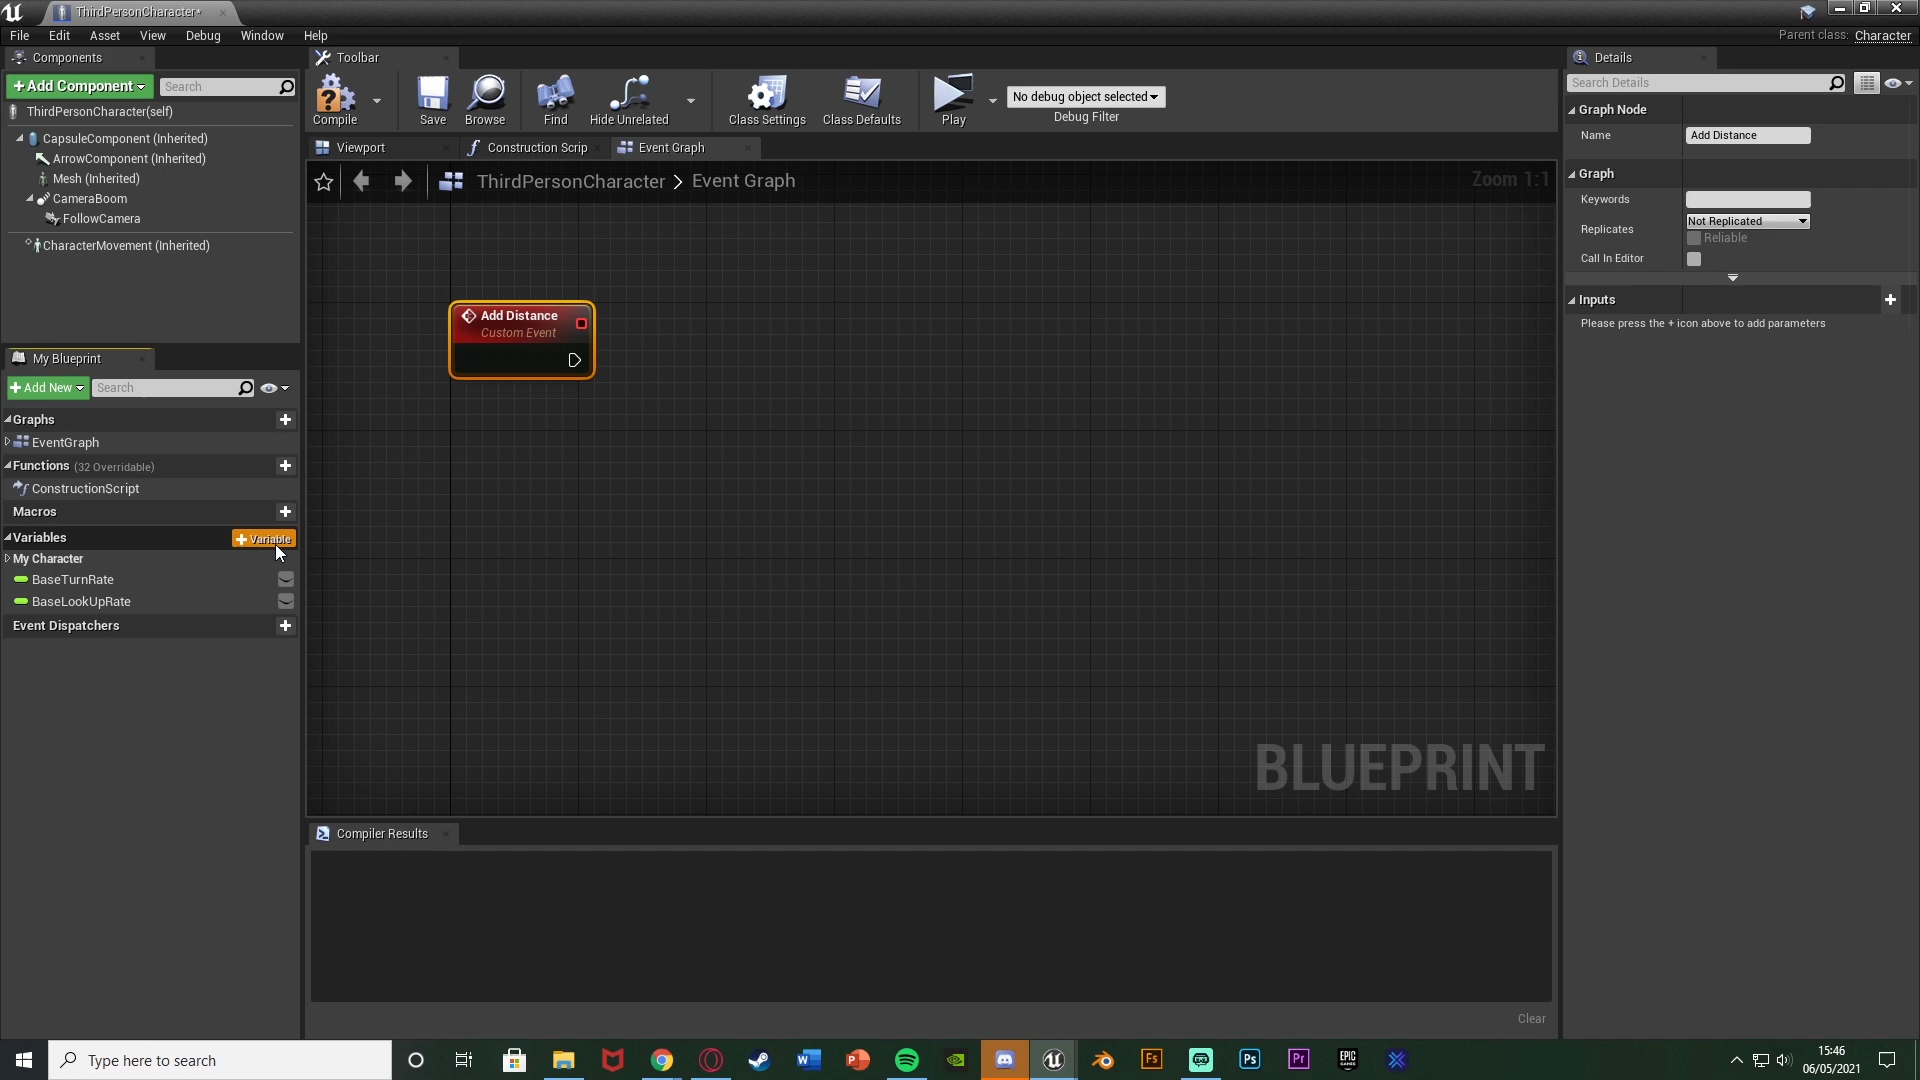 ThirdPersonCharacter*
File Edit Asset View Debug Window Help
Parent class: Character
Components
+ Add Component
Search
ThirdPersonCharacter(self)
CapsuleComponent (Inherited)
ArrowComponent (Inherited)
Mesh (Inherited)
CameraBoom
FollowCamera
CharacterMovement (Inherited)
My Blueprint
+ Add New
Search
Graphs
EventGraph
Functions (32 Overridable)
ConstructionScript
Macros
Variables
+ Variable
My Character
BaseTurnRate
BaseLookUpRate
Event Dispatchers
Toolbar
Compile
Save
Browse
Find
Hide Unrelated
Class Settings
Class Defaults
Play
No debug object selected
Debug Filter
Viewport
Construction Scrip
Event Graph
ThirdPersonCharacter > Event Graph
Zoom 1:1
Add Distance
Custom Event
BLUEPRINT
Compiler Results
Clear
Details
Search Details
Graph Node
Name
Add Distance
Graph
Keywords
Replicates
Not Replicated
Reliable
Call In Editor
Inputs
Please press the + icon above to add parameters
Type here to search
15:46
06/05/2021